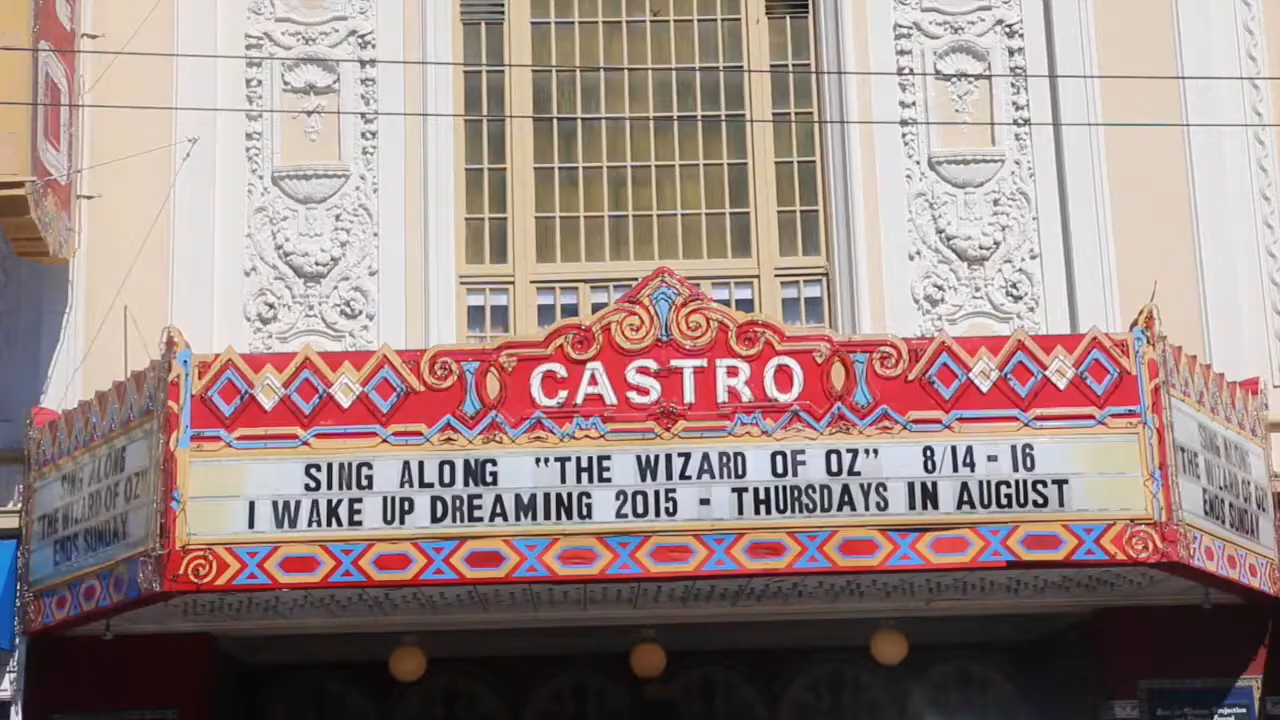 CASTRO
SING ALONG "THE WIZARD OF OZ" 8/14 - 16
I WAKE UP DREAMING 2015 - THURSDAYS IN AUGUST
SING ALONG
"THE WIZARD OF OZ"
ENDS SUNDAY
SING ALONG
"THE WIZARD OF OZ"
ENDS SUNDAY